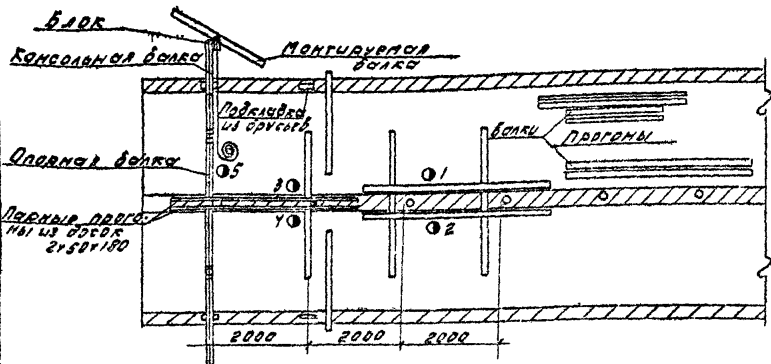 Блок
Консольная балка
Монтируемая
балка
Подкладка
из брусьев
Балки
Прогоны
Опорная балка
5
3
1
Парные прого-
ны из досок
2х50х180
4
2
2000
2000
2000